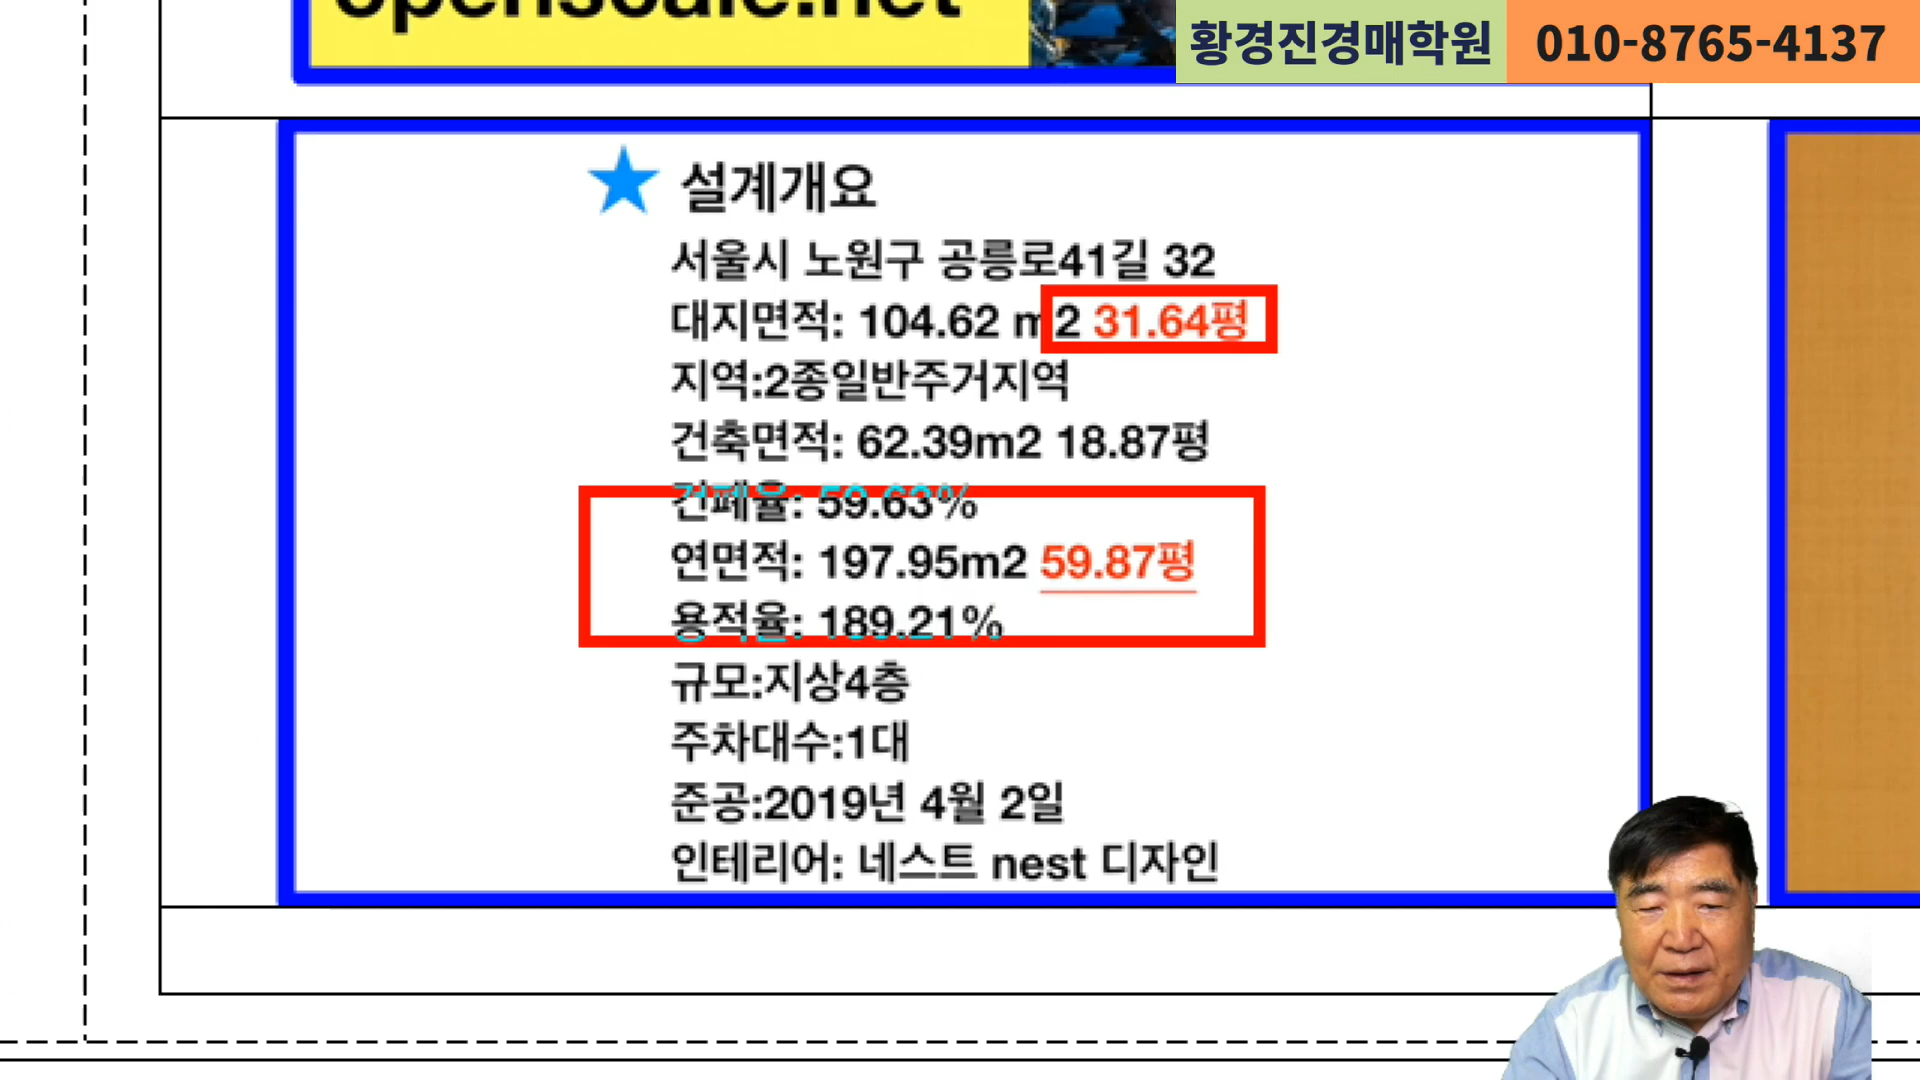 openscale.net
황경진경매학원 010-8765-4137
★ 설계개요
서울시 노원구 공릉로41길 32
대지면적: 104.62 m2 31.64평
지역:2종일반주거지역
건축면적: 62.39m2 18.87평
건폐율: 59.63%
연면적: 197.95m2 59.87평
용적율: 189.21%
규모:지상4층
주차대수:1대
준공:2019년 4월 2일
인테리어: 네스트 nest 디자인